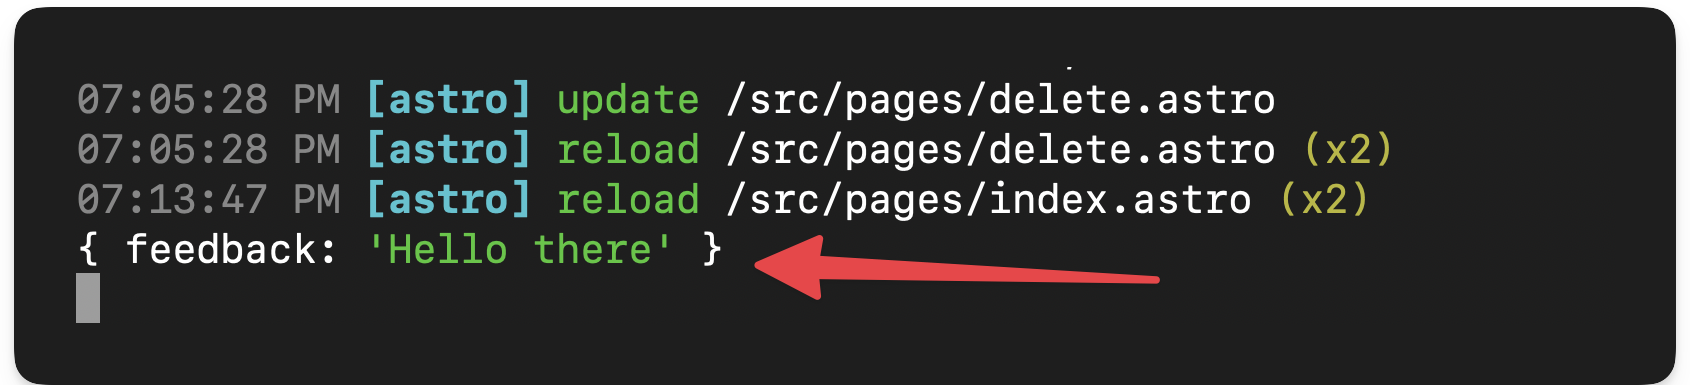 07:05:28 PM [astro] update /src/pages/delete.astro
07:05:28 PM [astro] reload /src/pages/delete.astro (x2)
07:13:47 PM [astro] reload /src/pages/index.astro (x2)
{ feedback: 'Hello there' }